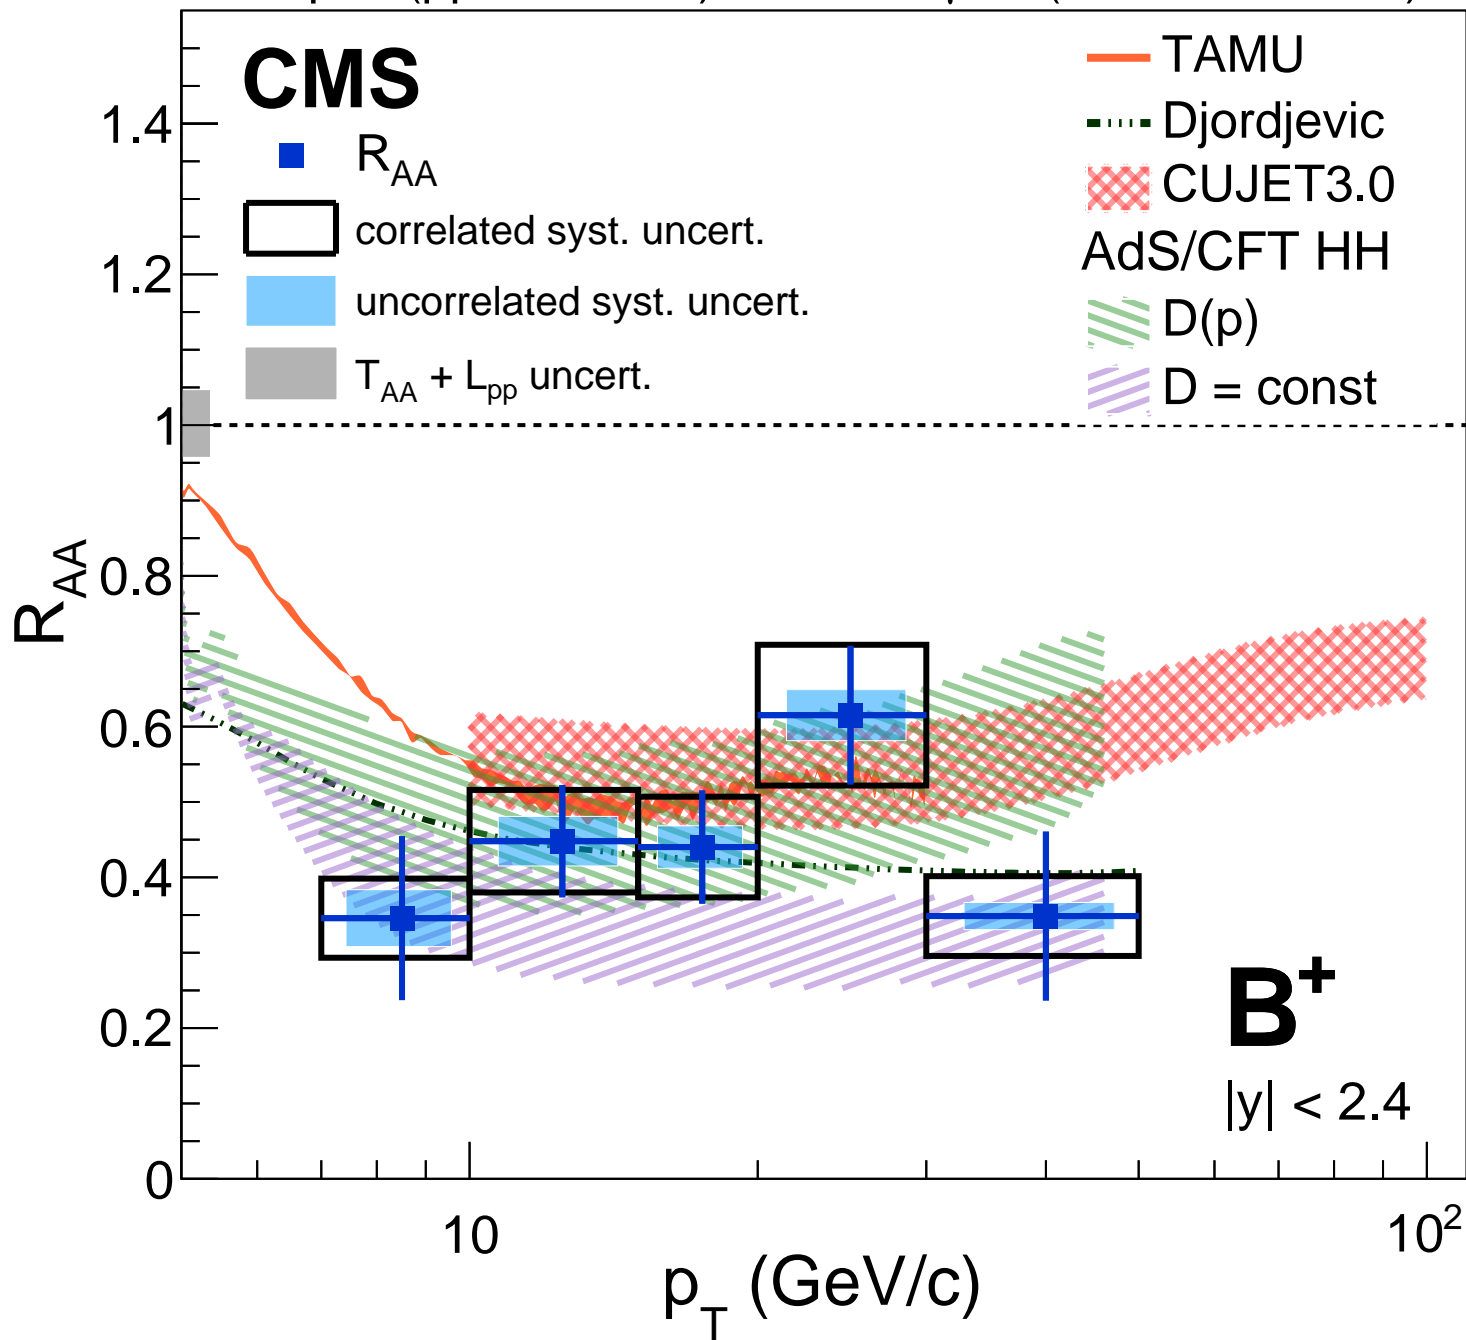 CMS
R_AA
correlated syst. uncert.
uncorrelated syst. uncert.
T_AA + L_pp uncert.
TAMU
Djordjevic
CUJET3.0
AdS/CFT HH
D(p)
D = const
1.4
1.2
1
0.8
0.6
0.4
0.2
0
R_AA
B⁺
|y| < 2.4
10
10²
p_T (GeV/c)